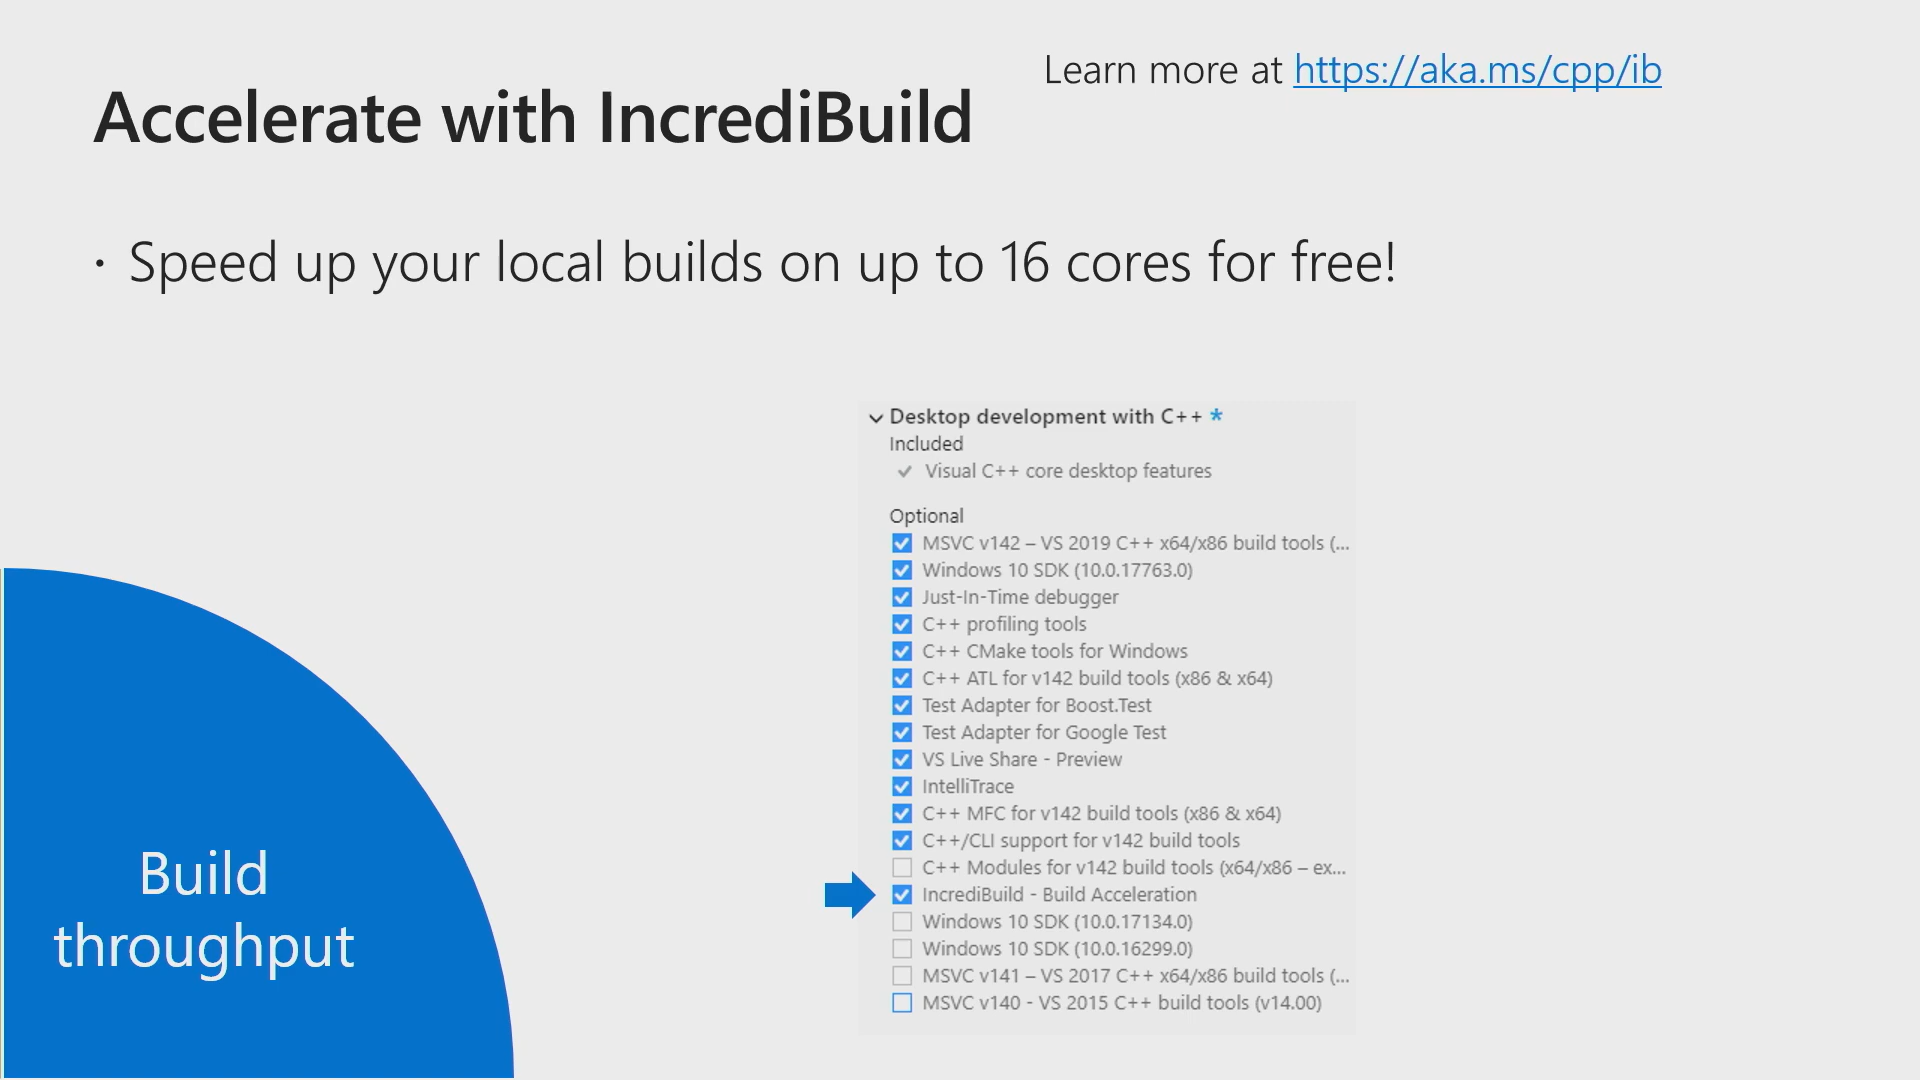 Learn more at https://aka.ms/cpp/ib
Accelerate with IncrediBuild
· Speed up your local builds on up to 16 cores for free!
Desktop development with C++ *
Included
Visual C++ core desktop features
Optional
MSVC v142 – VS 2019 C++ x64/x86 build tools (...
Windows 10 SDK (10.0.17763.0)
Just-In-Time debugger
C++ profiling tools
C++ CMake tools for Windows
C++ ATL for v142 build tools (x86 & x64)
Test Adapter for Boost.Test
Test Adapter for Google Test
VS Live Share - Preview
IntelliTrace
C++ MFC for v142 build tools (x86 & x64)
C++/CLI support for v142 build tools
C++ Modules for v142 build tools (x64/x86 – ex...
IncrediBuild - Build Acceleration
Windows 10 SDK (10.0.17134.0)
Windows 10 SDK (10.0.16299.0)
MSVC v141 – VS 2017 C++ x64/x86 build tools (...
MSVC v140 - VS 2015 C++ build tools (v14.00)
Build
throughput